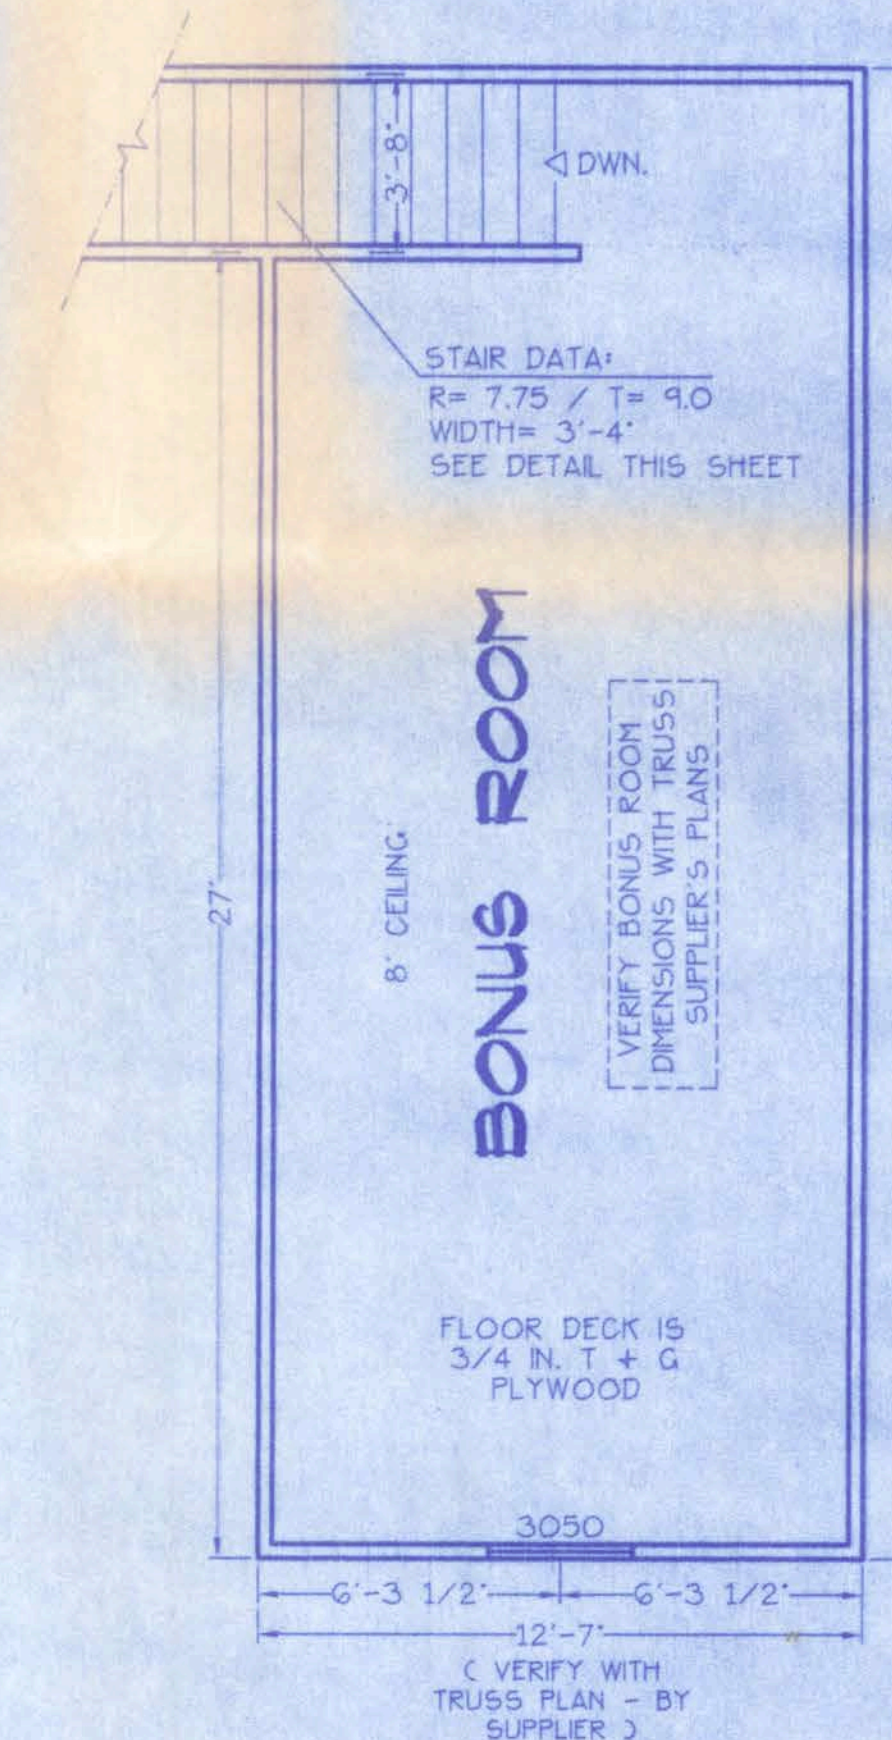 3'-8"
◁ DWN.
STAIR DATA:
R= 7.75 / T= 9.0
WIDTH= 3'-4"
SEE DETAIL THIS SHEET
27'
8' CEILING
BONUS ROOM
VERIFY BONUS ROOM
DIMENSIONS WITH TRUSS
SUPPLIER'S PLANS
FLOOR DECK IS
3/4 IN. T + G
PLYWOOD
3050
6'-3 1/2" 6'-3 1/2"
12'-7"
( VERIFY WITH
TRUSS PLAN - BY
SUPPLIER )